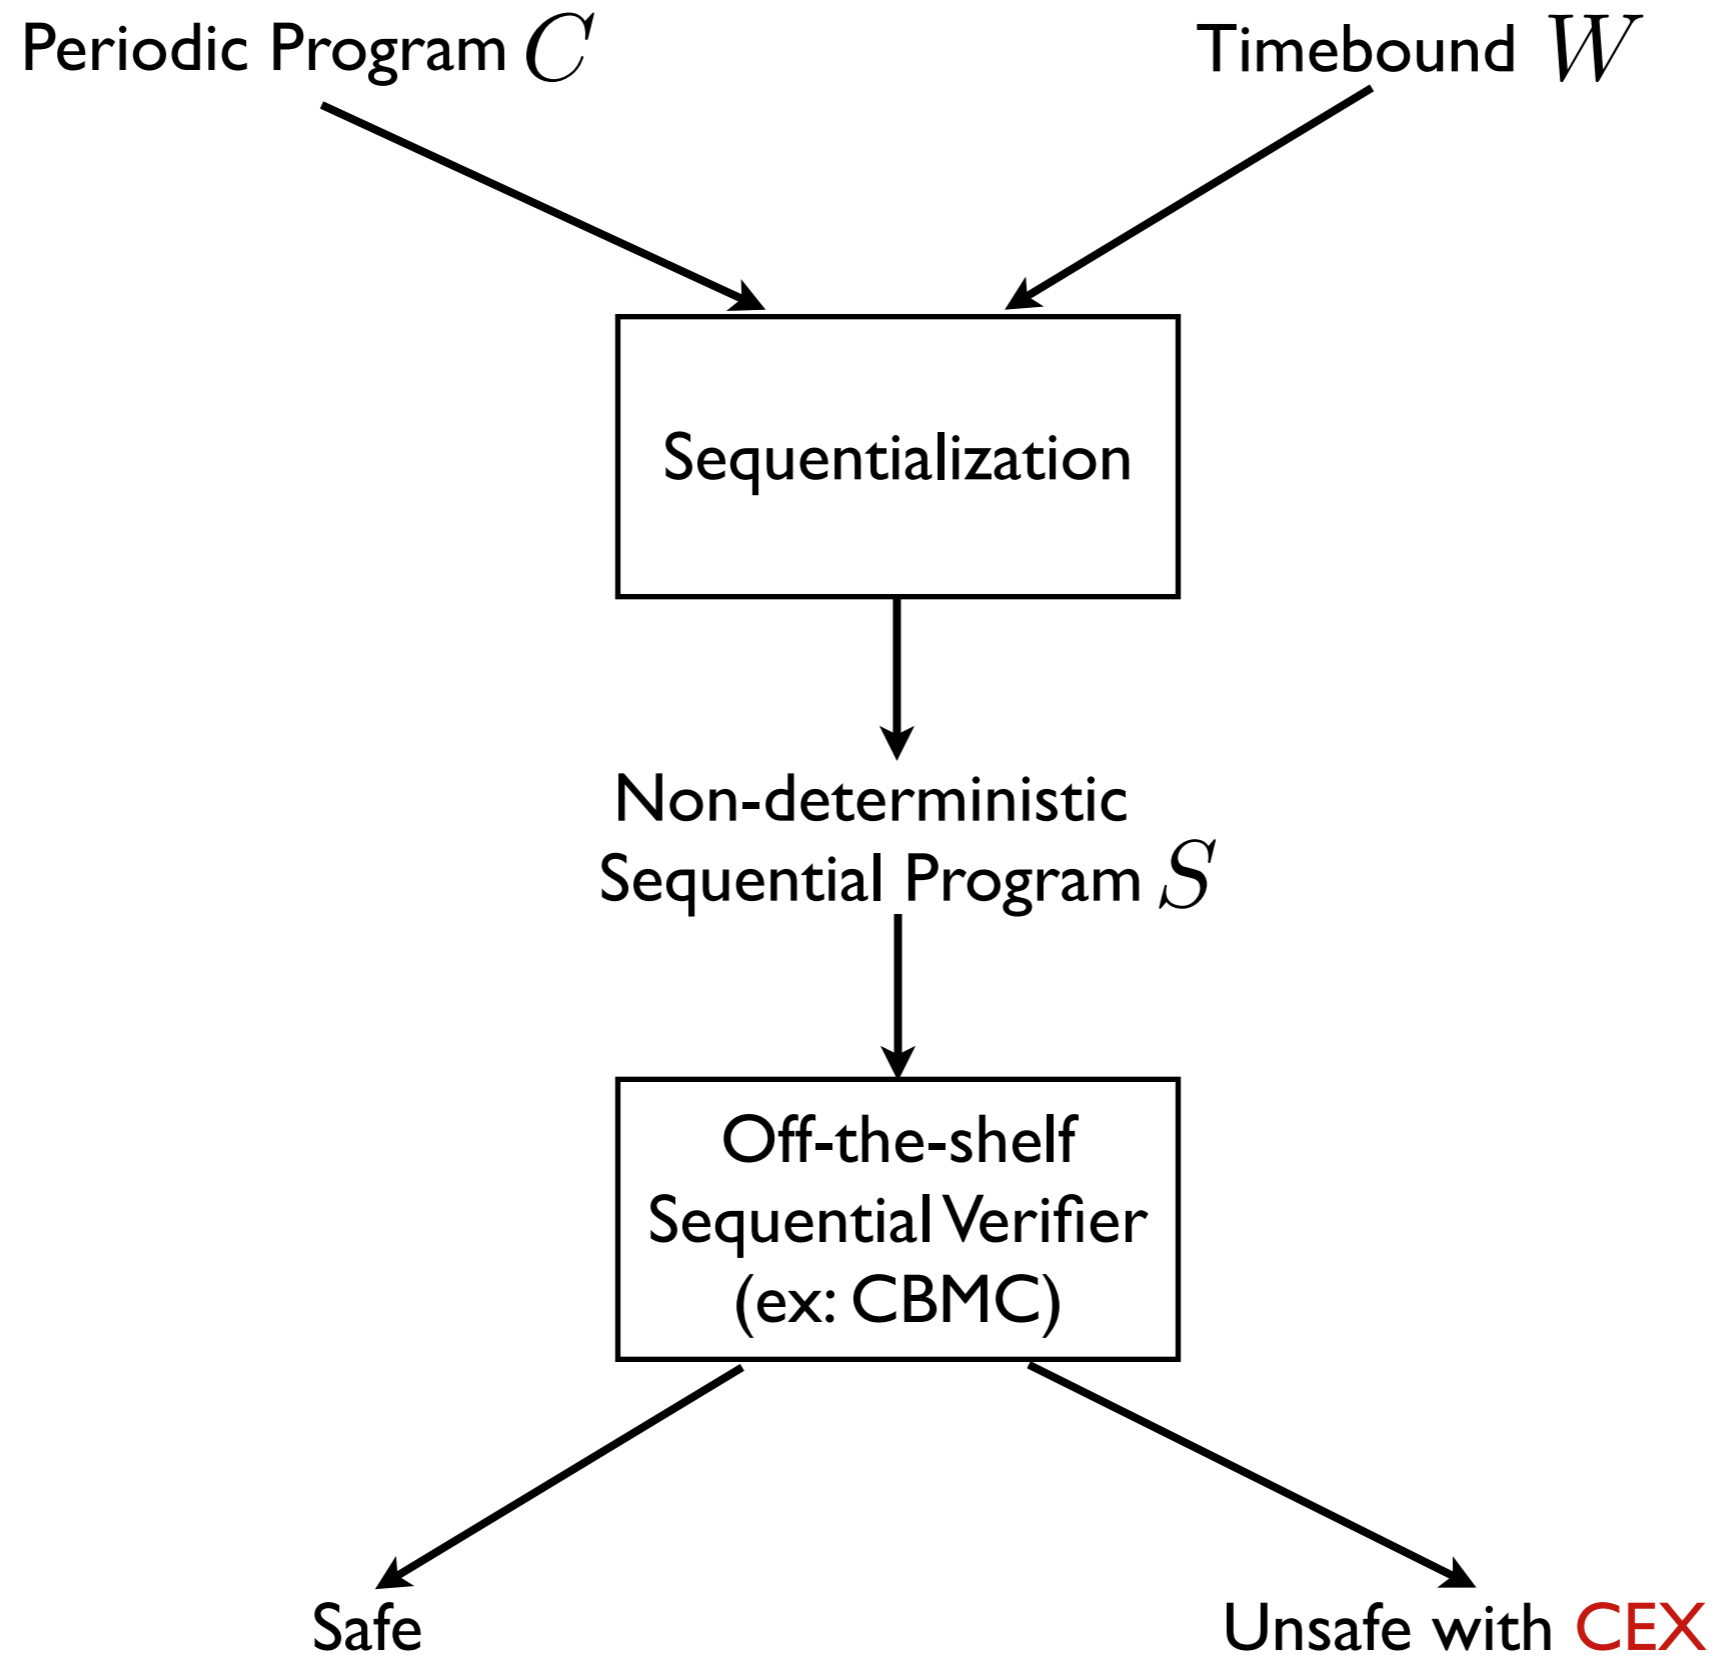 Periodic Program C
Timebound W
Sequentialization
Non-deterministic
Sequential Program S
Off-the-shelf
Sequential Verifier
(ex: CBMC)
Safe
Unsafe with CEX